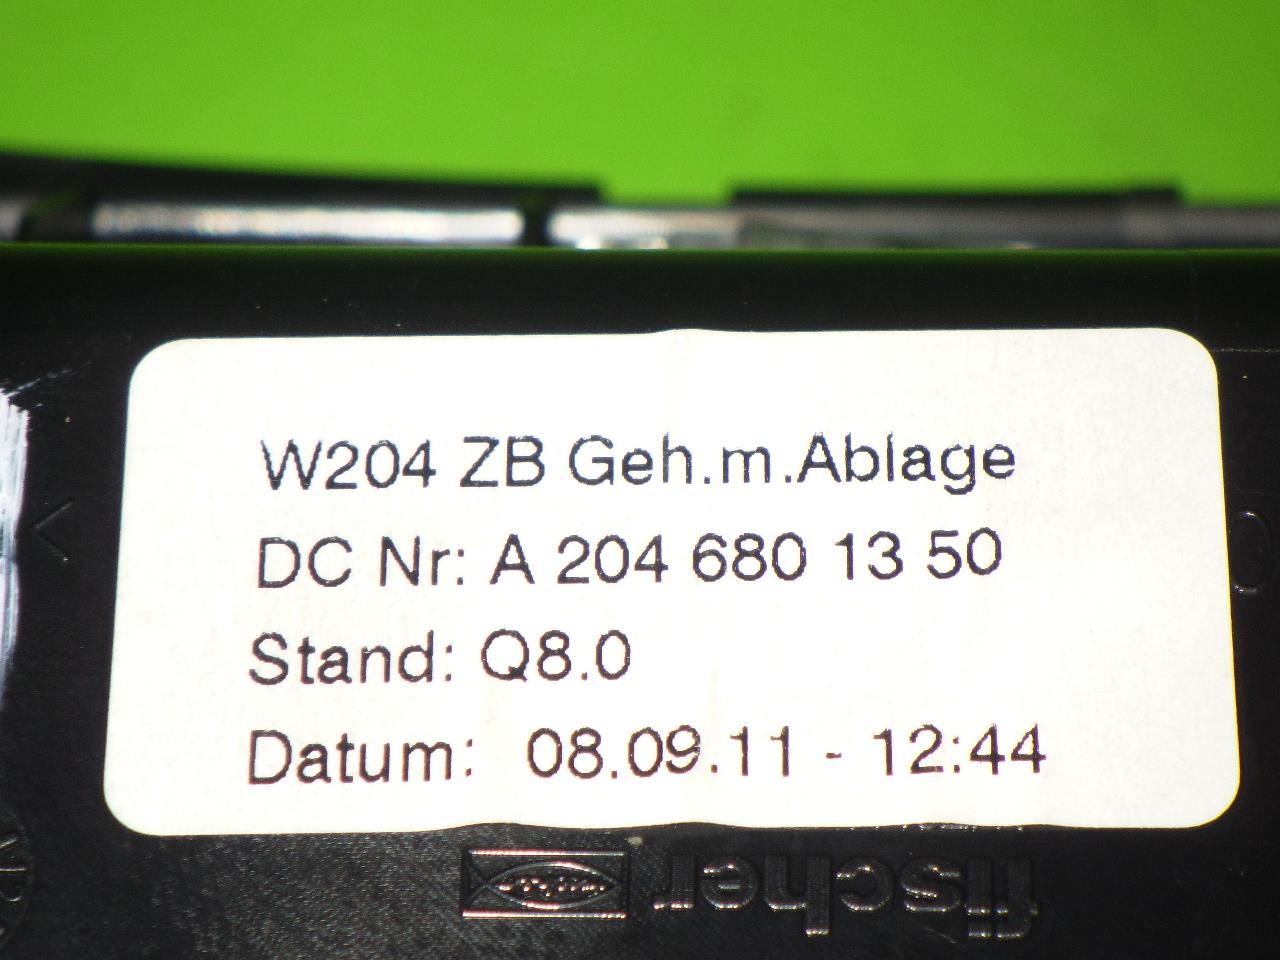 W204 ZB Geh.m.Ablage
DC Nr: A 204 680 13 50
Stand: Q8.0
Datum: 08.09.11 - 12:44
fischer